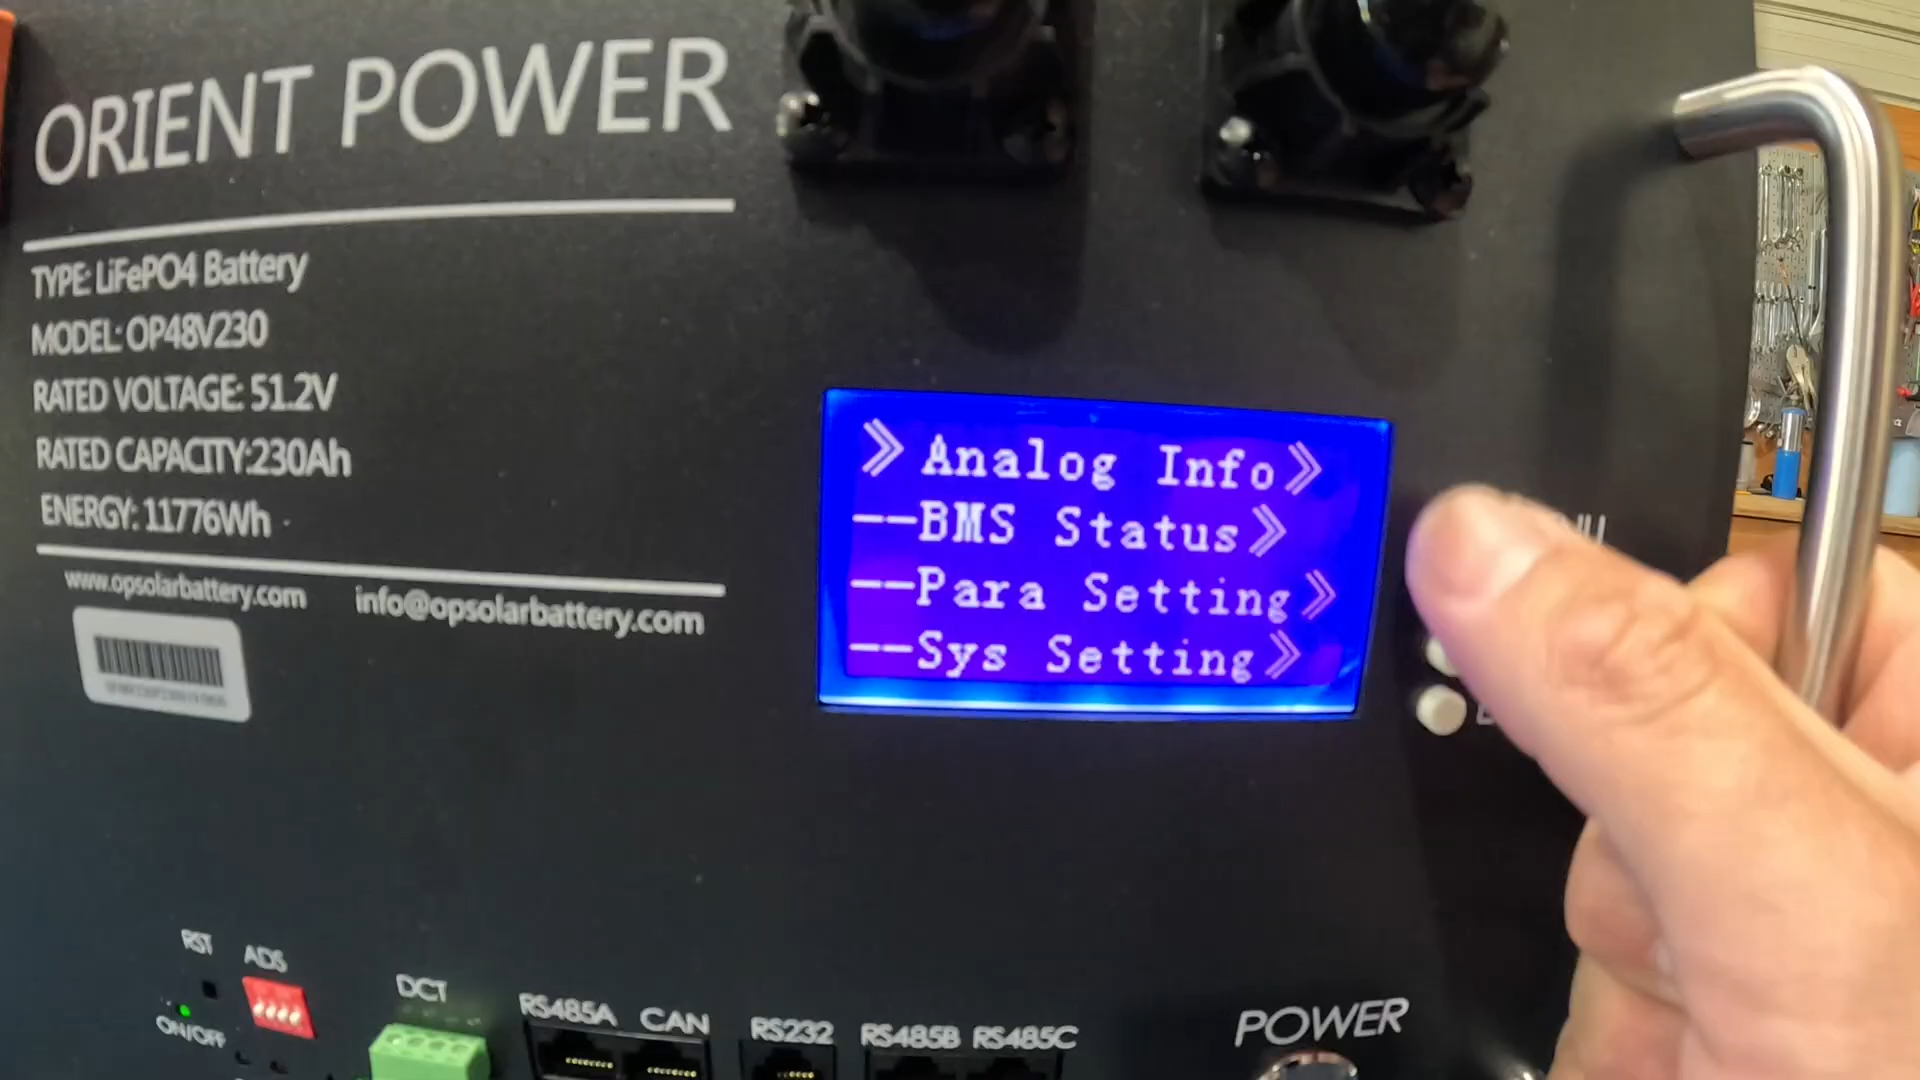 ORIENT POWER
TYPE: LiFePO4 Battery
MODEL: OP48V230
RATED VOLTAGE: 51.2V
RATED CAPACITY:230Ah
ENERGY: 11776Wh
www.opsolarbattery.com info@opsolarbattery.com
》Analog Info》
--BMS Status》
--Para Setting》
--Sys Setting》
RST
ADS
ON/OFF
DCT
RS485A
CAN
RS232
RS485B
RS485C
POWER